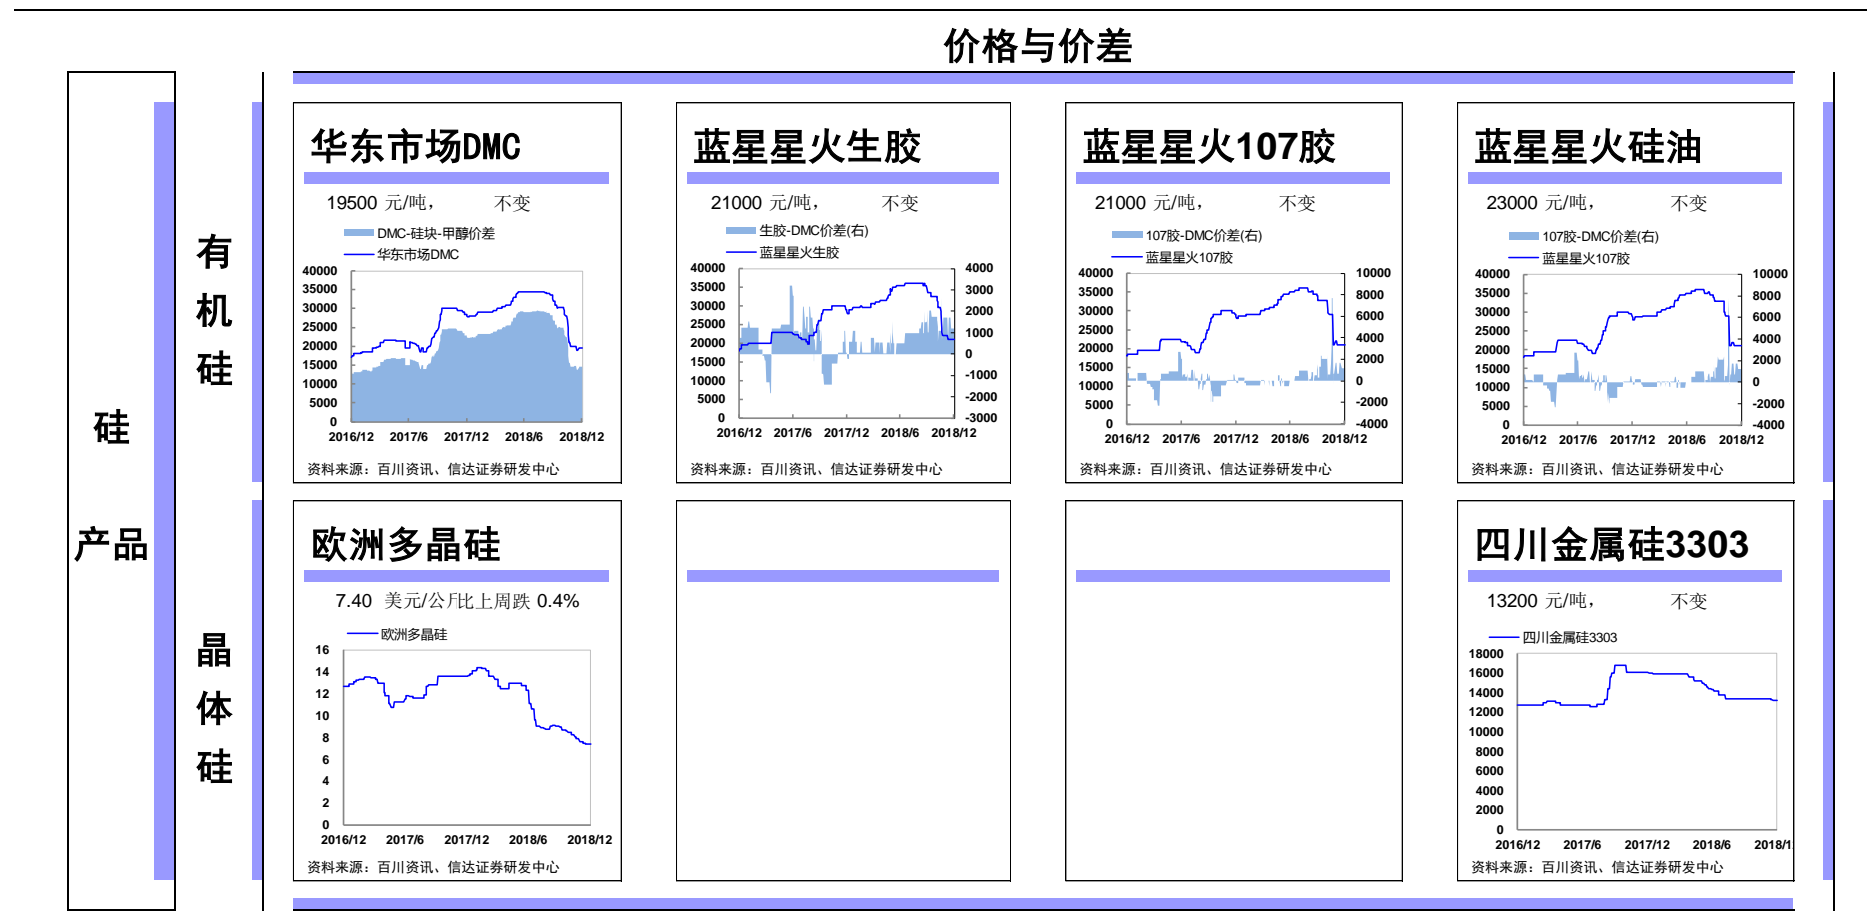 价格与价差
硅
产品
有
机
硅
华东市场DMC
19500 元/吨， 不变
DMC-硅块-甲醇价差
华东市场DMC
40000
35000
30000
25000
20000
15000
10000
5000
0
2016/12 2017/6 2017/12 2018/6 2018/12
资料来源：百川资讯、信达证券研发中心
蓝星星火生胶
21000 元/吨， 不变
生胶-DMC价差(右)
蓝星星火生胶
40000 4000
35000 3000
30000 2000
25000 1000
20000 0
15000 -1000
10000 -2000
5000 -3000
0
2016/12 2017/6 2017/12 2018/6 2018/12
资料来源：百川资讯、信达证券研发中心
蓝星星火107胶
21000 元/吨， 不变
107胶-DMC价差(右)
蓝星星火107胶
40000 10000
35000 8000
30000 6000
25000 4000
20000 2000
15000 0
10000 -2000
5000 -4000
0
2016/12 2017/6 2017/12 2018/6 2018/12
资料来源：百川资讯、信达证券研发中心
蓝星星火硅油
23000 元/吨， 不变
107胶-DMC价差(右)
蓝星星火107胶
40000 10000
35000 8000
30000 6000
25000 4000
20000 2000
15000 0
10000 -2000
5000 -4000
0
2016/12 2017/6 2017/12 2018/6 2018/12
资料来源：百川资讯、信达证券研发中心
晶
体
硅
欧洲多晶硅
7.40 美元/公斤比上周跌 0.4%
欧洲多晶硅
16
14
12
10
8
6
4
2
0
2016/12 2017/6 2017/12 2018/6 2018/12
资料来源：百川资讯、信达证券研发中心
四川金属硅3303
13200 元/吨， 不变
四川金属硅3303
18000
16000
14000
12000
10000
8000
6000
4000
2000
0
2016/12 2017/6 2017/12 2018/6 2018/1
资料来源：百川资讯、信达证券研发中心